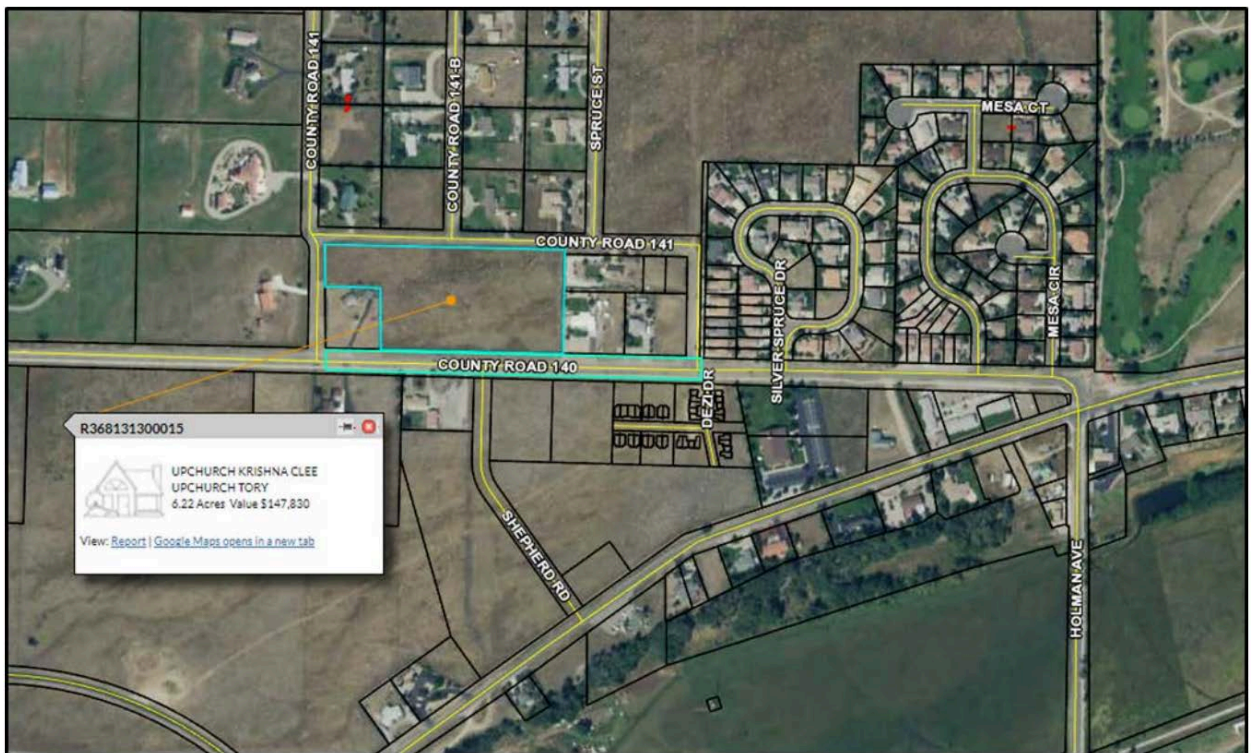 COUNTY ROAD 141
COUNTY ROAD 141-B
SPRUCE ST
MESA CT
COUNTY ROAD 141
SILVER SPRUCE DR
MESA CIR
COUNTY ROAD 140
DEZI DR
SHEPHERD RD
HOLMAN AVE
R368131300015
UPCHURCH KRISHNA CLEE
UPCHURCH TORY
6.22 Acres Value $147,830
View: Report | Google Maps opens in a new tab